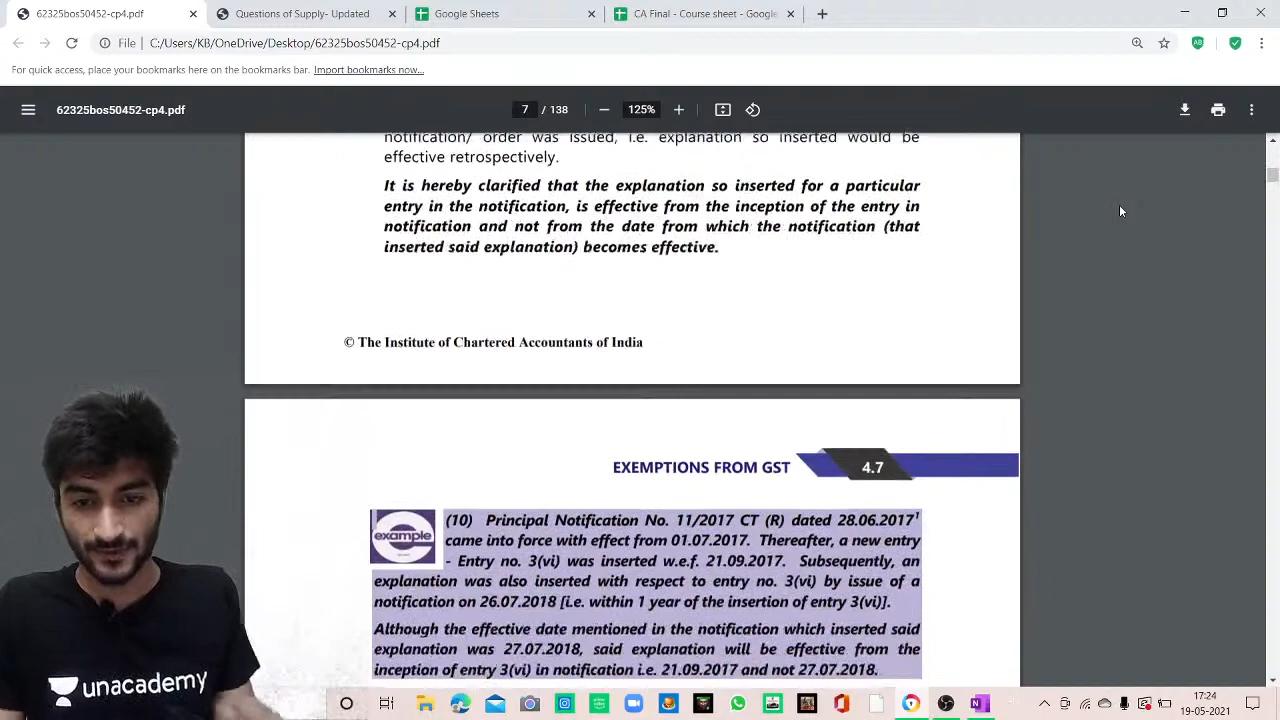 62325bos50452-cp4.pdf
Questions of Supply- Updated
Google Sheets
CA Final - Course sheet - Google
File
C:/Users/KB/OneDrive/Desktop/62325bos50452-cp4.pdf
For quick access, place your bookmarks here on the bookmarks bar. Import bookmarks now...
62325bos50452-cp4.pdf
7 / 138
125%
notification/ order was issued, i.e. explanation so inserted would be
effective retrospectively.
It is hereby clarified that the explanation so inserted for a particular
entry in the notification, is effective from the inception of the entry in
notification and not from the date from which the notification (that
inserted said explanation) becomes effective.
© The Institute of Chartered Accountants of India
EXEMPTIONS FROM GST
4.7
example
(10) Principal Notification No. 11/2017 CT (R) dated 28.06.2017¹
came into force with effect from 01.07.2017. Thereafter, a new entry
- Entry no. 3(vi) was inserted w.e.f. 21.09.2017. Subsequently, an
explanation was also inserted with respect to entry no. 3(vi) by issue of a
notification on 26.07.2018 [i.e. within 1 year of the insertion of entry 3(vi)].
Although the effective date mentioned in the notification which inserted said
explanation was 27.07.2018, said explanation will be effective from the
inception of entry 3(vi) in notification i.e. 21.09.2017 and not 27.07.2018.
unacademy
17:24
19-05-2021